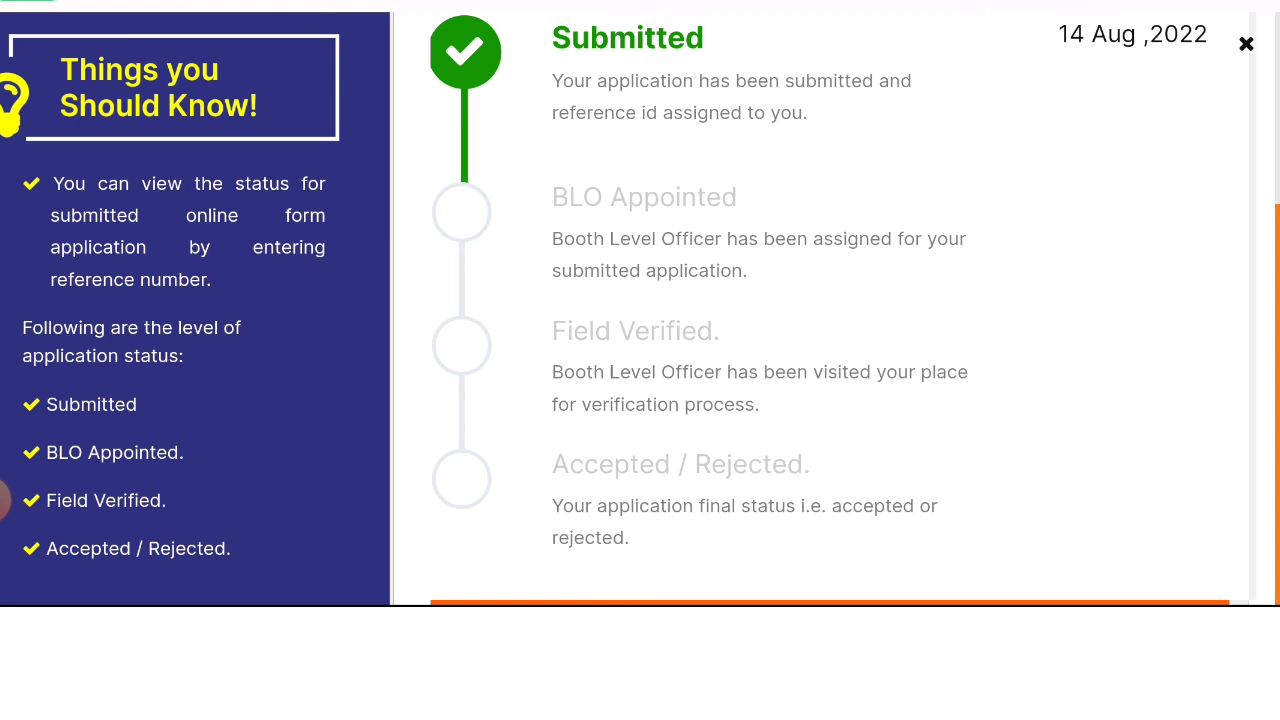 Things you
Should Know!
You can view the status for
submitted online form
application by entering
reference number.
Following are the level of
application status:
Submitted
BLO Appointed.
Field Verified.
Accepted / Rejected.
Submitted
14 Aug ,2022
Your application has been submitted and
reference id assigned to you.
BLO Appointed
Booth Level Officer has been assigned for your
submitted application.
Field Verified.
Booth Level Officer has been visited your place
for verification process.
Accepted / Rejected.
Your application final status i.e. accepted or
rejected.